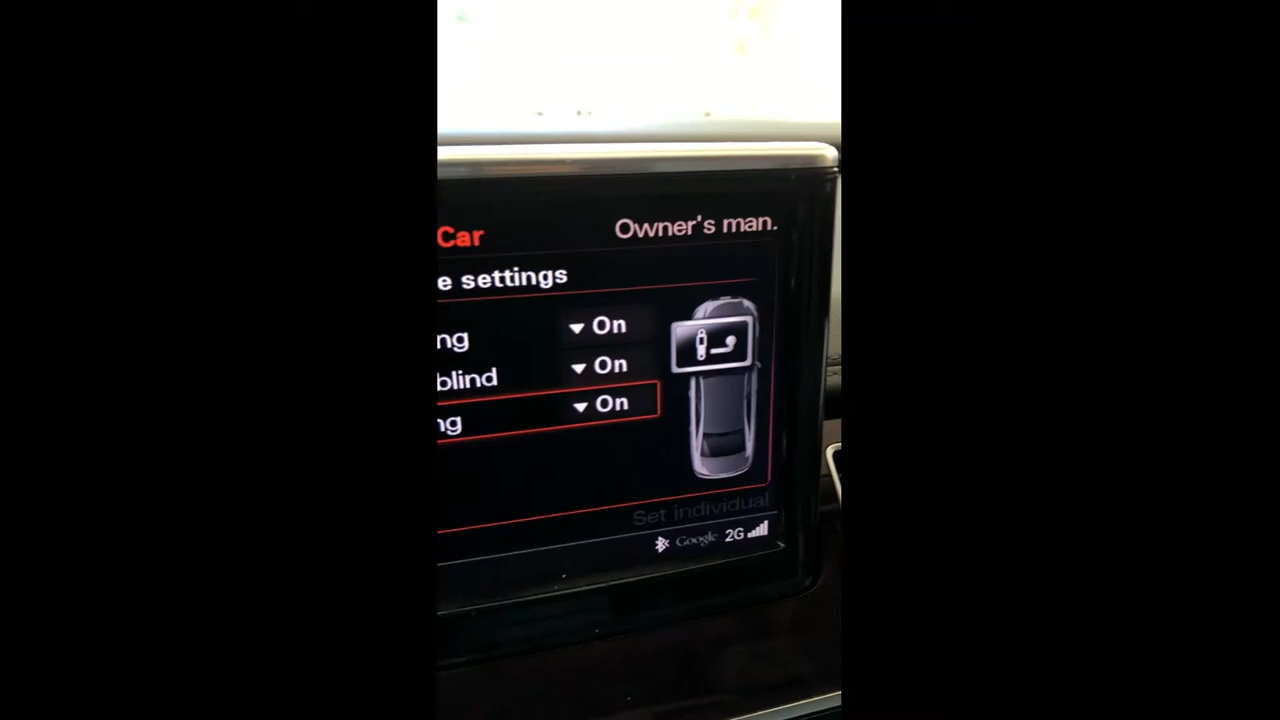 Car
Owner's man.
e settings
ng
On
blind
On
ng
On
Set individual
Google 2G